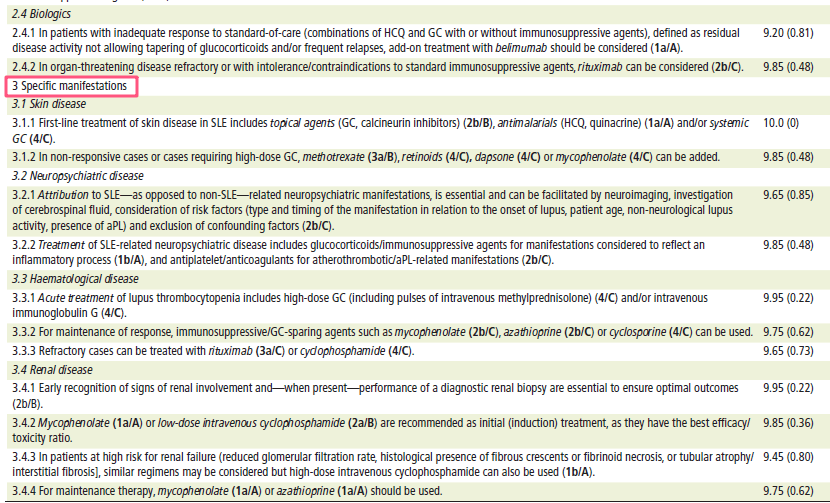 2.4 Biologics
2.4.1 In patients with inadequate response to standard-of-care (combinations of HCQ and GC with or without immunosuppressive agents), defined as residual 9.20 (0.81)
disease activity not allowing tapering of glucocorticoids and/or frequent relapses, add-on treatment with belimumab should be considered (1a/A).
2.4.2 In organ-threatening disease refractory or with intolerance/contraindications to standard immunosuppressive agents, rituximab can be considered (2b/C). 9.85 (0.48)
3 Specific manifestations
3.1 Skin disease
3.1.1 First-line treatment of skin disease in SLE includes topical agents (GC, calcineurin inhibitors) (2b/B), antimalarials (HCQ, quinacrine) (1a/A) and/or systemic 10.0 (0)
GC (4/C).
3.1.2 In non-responsive cases or cases requiring high-dose GC, methotrexate (3a/B), retinoids (4/C), dapsone (4/C) or mycophenolate (4/C) can be added. 9.85 (0.48)
3.2 Neuropsychiatric disease
3.2.1 Attribution to SLE—as opposed to non-SLE—related neuropsychiatric manifestations, is essential and can be facilitated by neuroimaging, investigation 9.65 (0.85)
of cerebrospinal fluid, consideration of risk factors (type and timing of the manifestation in relation to the onset of lupus, patient age, non-neurological lupus
activity, presence of aPL) and exclusion of confounding factors (2b/C).
3.2.2 Treatment of SLE-related neuropsychiatric disease includes glucocorticoids/immunosuppressive agents for manifestations considered to reflect an 9.85 (0.48)
inflammatory process (1b/A), and antiplatelet/anticoagulants for atherothrombotic/aPL-related manifestations (2b/C).
3.3 Haematological disease
3.3.1 Acute treatment of lupus thrombocytopenia includes high-dose GC (including pulses of intravenous methylprednisolone) (4/C) and/or intravenous 9.95 (0.22)
immunoglobulin G (4/C).
3.3.2 For maintenance of response, immunosuppressive/GC-sparing agents such as mycophenolate (2b/C), azathioprine (2b/C) or cyclosporine (4/C) can be used. 9.75 (0.62)
3.3.3 Refractory cases can be treated with rituximab (3a/C) or cyclophosphamide (4/C). 9.65 (0.73)
3.4 Renal disease
3.4.1 Early recognition of signs of renal involvement and—when present—performance of a diagnostic renal biopsy are essential to ensure optimal outcomes 9.95 (0.22)
(2b/B).
3.4.2 Mycophenolate (1a/A) or low-dose intravenous cyclophosphamide (2a/B) are recommended as initial (induction) treatment, as they have the best efficacy/ 9.85 (0.36)
toxicity ratio.
3.4.3 In patients at high risk for renal failure (reduced glomerular filtration rate, histological presence of fibrous crescents or fibrinoid necrosis, or tubular atrophy/ 9.45 (0.80)
interstitial fibrosis], similar regimens may be considered but high-dose intravenous cyclophosphamide can also be used (1b/A).
3.4.4 For maintenance therapy, mycophenolate (1a/A) or azathioprine (1a/A) should be used. 9.75 (0.62)